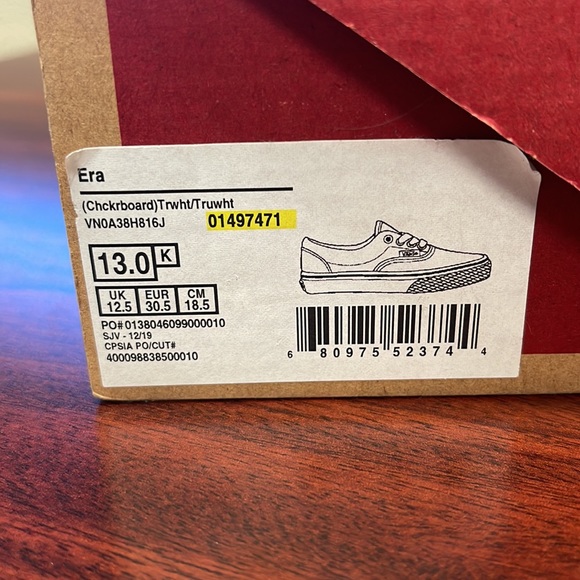 Era
(Chckrboard)Trwht/Truwht
VN0A38H816J 01497471
13.0 K
UK EUR CM
12.5 30.5 18.5
PO# 0138046099000010
SJV - 12/19
CPSIA PO/CUT#
400098838500010
6 80975 52374 4